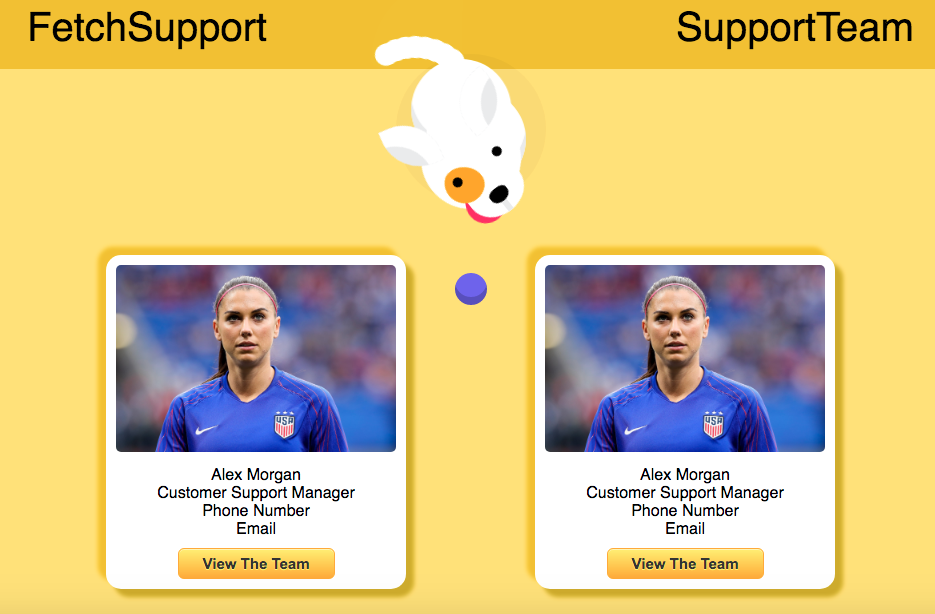 FetchSupport
SupportTeam
USA
Alex Morgan
Customer Support Manager
Phone Number
Email
View The Team
USA
Alex Morgan
Customer Support Manager
Phone Number
Email
View The Team